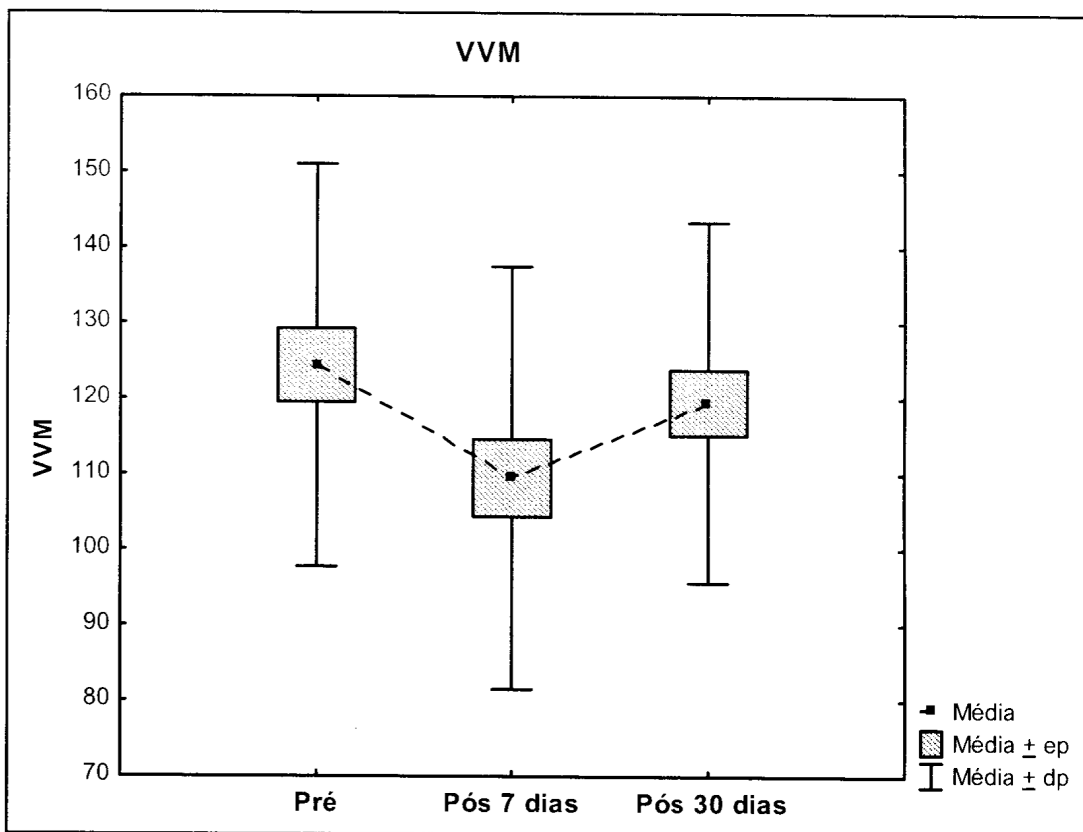 VVM
160
150
140
130
120
110
100
90
80
70
VVM
Pré
Pós 7 dias
Pós 30 dias
Média
Média ± ep
Média ± dp